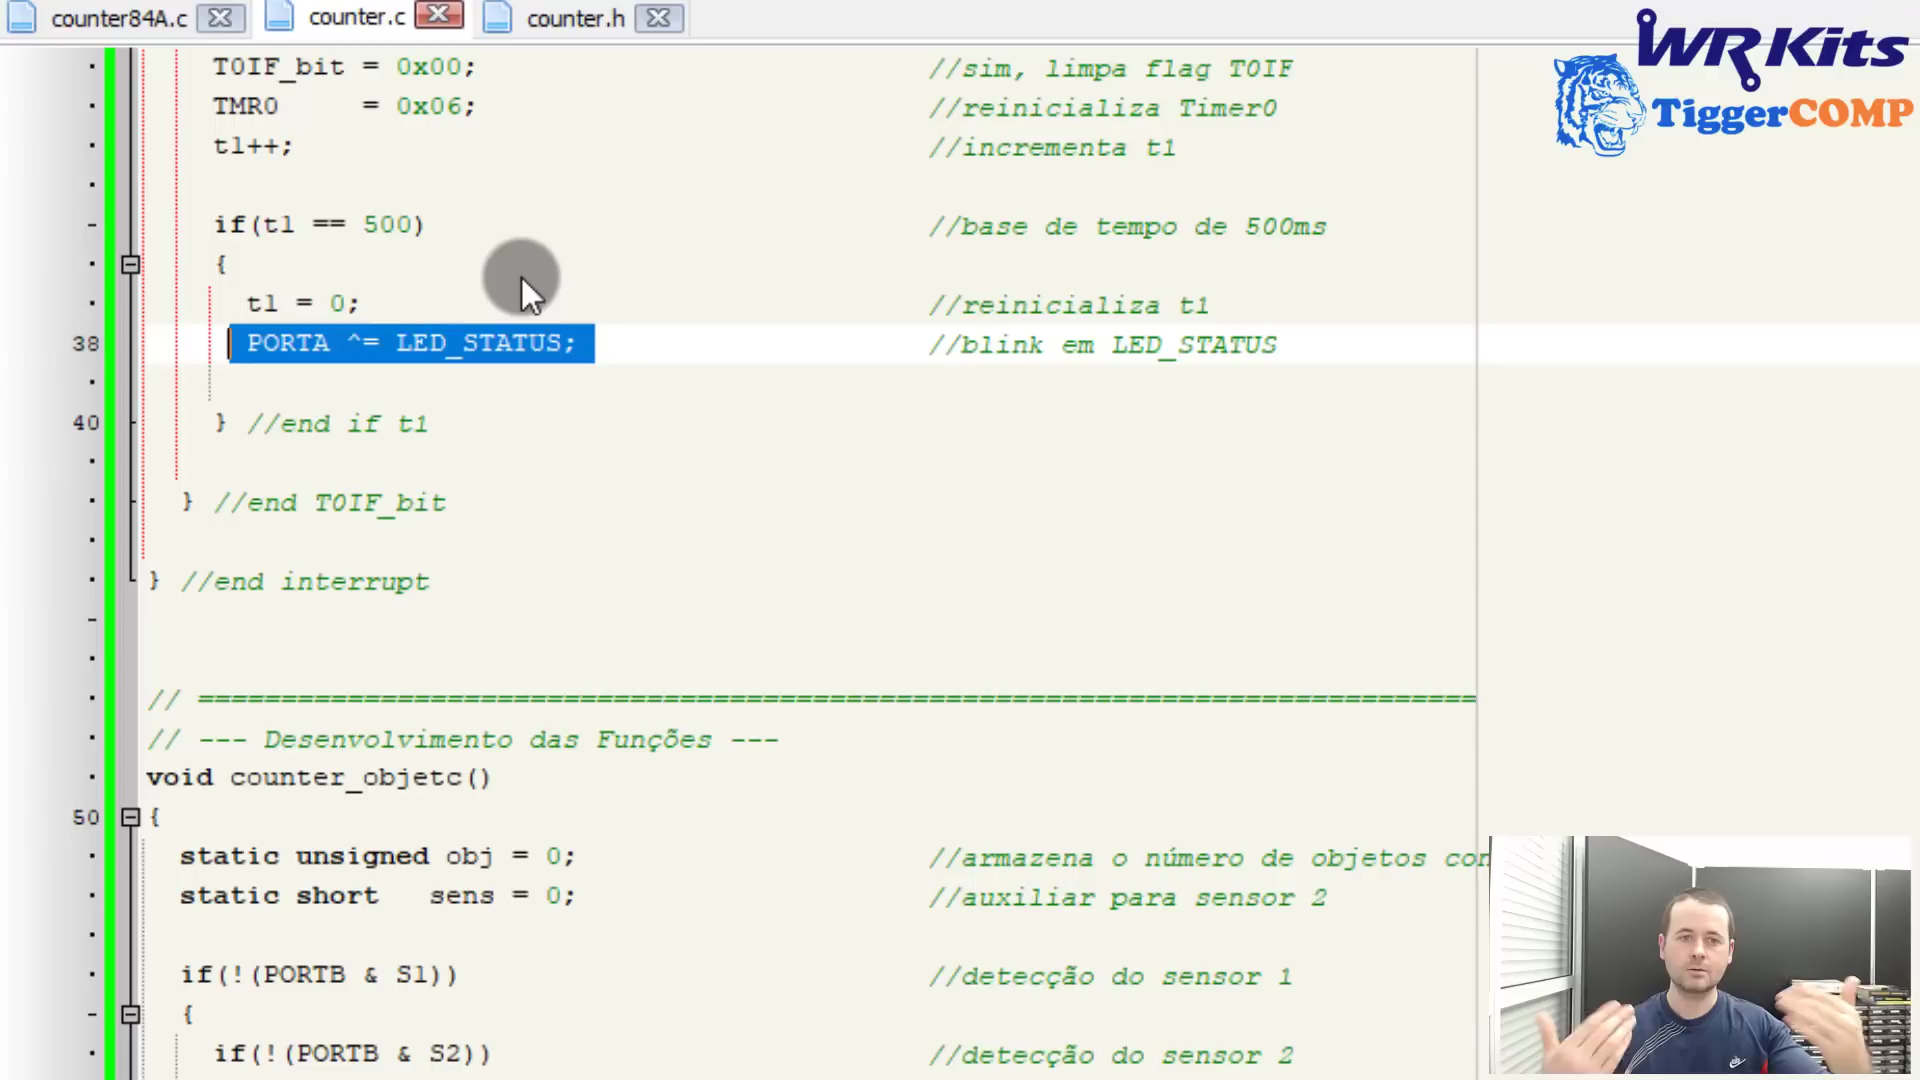 counter84A.c counter.c counter.h
WR Kits
TiggerCOMP
T0IF_bit = 0x00; //sim, limpa flag T0IF
TMR0 = 0x06; //reinicializa Timer0
t1++; //incrementa t1
if(t1 == 500) //base de tempo de 500ms
{
t1 = 0; //reinicializa t1
38 PORTA ^= LED_STATUS; //blink em LED_STATUS
40 } //end if t1
} //end T0IF_bit
} //end interrupt
// ==============================================================================
// --- Desenvolvimento das Funções ---
void counter_objetc()
50 {
static unsigned obj = 0; //armazena o número de objetos con
static short sens = 0; //auxiliar para sensor 2
if(!(PORTB & S1)) //detecção do sensor 1
{
if(!(PORTB & S2)) //detecção do sensor 2